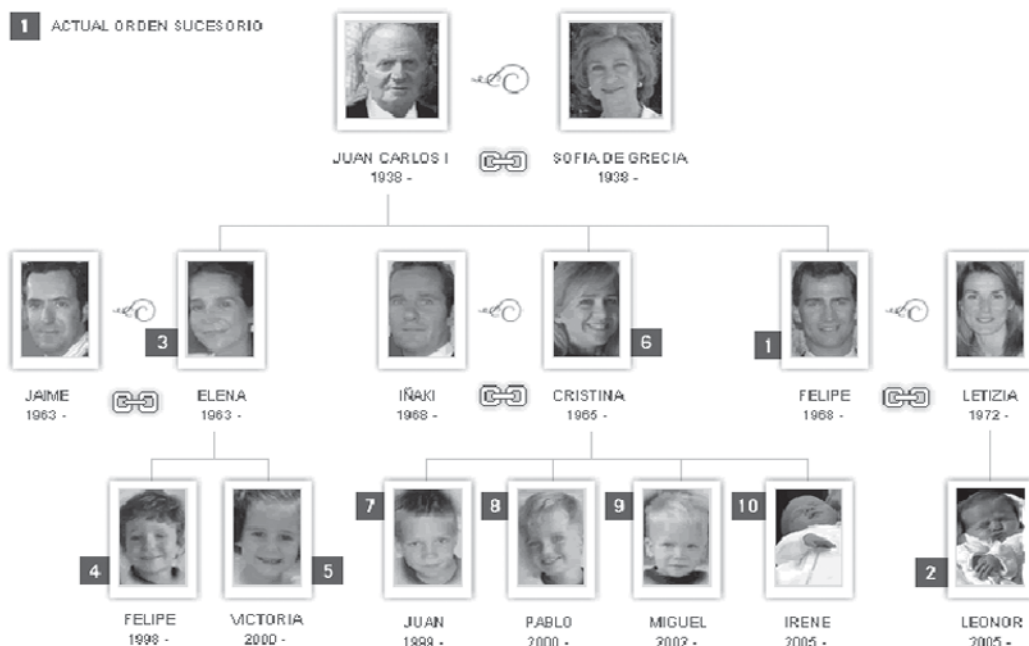 1 ACTUAL ORDEN SUCESORIO
JUAN CARLOS I SOFIA DE GRECIA
1938 - 1938 -
3 6 1
JAIME ELENA IÑAKI CRISTINA FELIPE LETIZIA
1963 - 1963 - 1968 - 1965 - 1968 - 1972 -
7 8 9 10
4 5 2
FELIPE VICTORIA JUAN PABLO MIGUEL IRENE LEONOR
1998 - 2000 - 1999 - 2000 - 2002 - 2005 - 2005 -